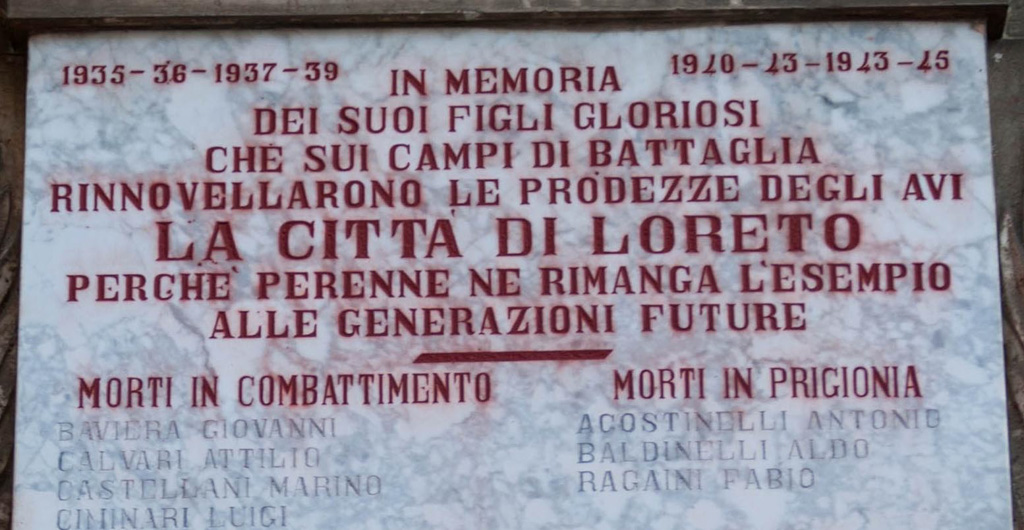 1935-36-1937-39
1940-43-1943-45
IN MEMORIA
DEI SUOI FIGLI GLORIOSI
CHE SUI CAMPI DI BATTAGLIA
RINNOVELLARONO LE PRODEZZE DEGLI AVI
LA CITTÀ DI LORETO
PERCHÈ PERENNE NE RIMANGA L'ESEMPIO
ALLE GENERAZIONI FUTURE
MORTI IN COMBATTIMENTO
BAVIERA GIOVANNI
CALVARI ATTILIO
CASTELLANI MARINO
CIMINARI LUIGI
MORTI IN PRIGIONIA
AGOSTINELLI ANTONIO
BALDINELLI ALDO
RAGAINI FABIO